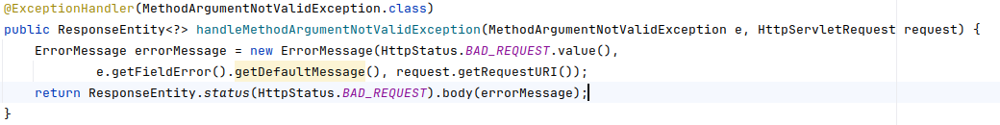 @ExceptionHandler(MethodArgumentNotValidException.class)
public ResponseEntity<?> handleMethodArgumentNotValidException(MethodArgumentNotValidException e, HttpServletRequest request) {
ErrorMessage errorMessage = new ErrorMessage(HttpStatus.BAD_REQUEST.value(),
e.getFieldError().getDefaultMessage(), request.getRequestURI());
return ResponseEntity.status(HttpStatus.BAD_REQUEST).body(errorMessage);
}